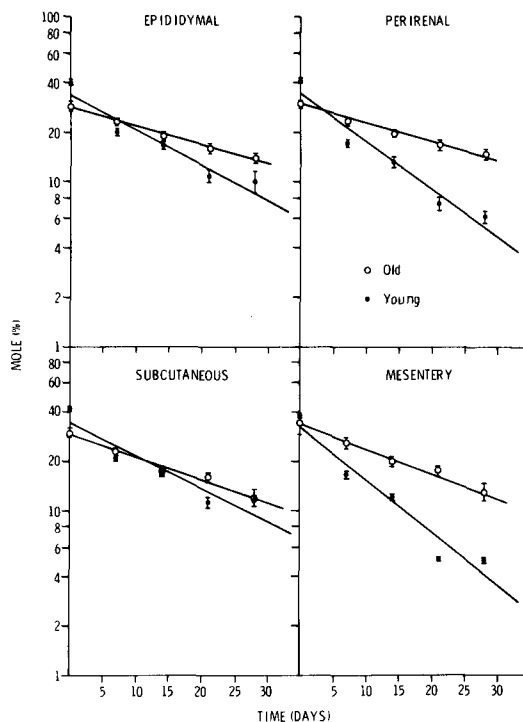 EPIDIDYMAL
PERIRENAL
100
80
60
40
20
10
8
6
4
2
1
Old
Young
MOLE (%)
SUBCUTANEOUS
MESENTERY
80
60
40
20
10
8
6
4
2
1
5 10 15 20 25 30
5 10 15 20 25 30
TIME (DAYS)